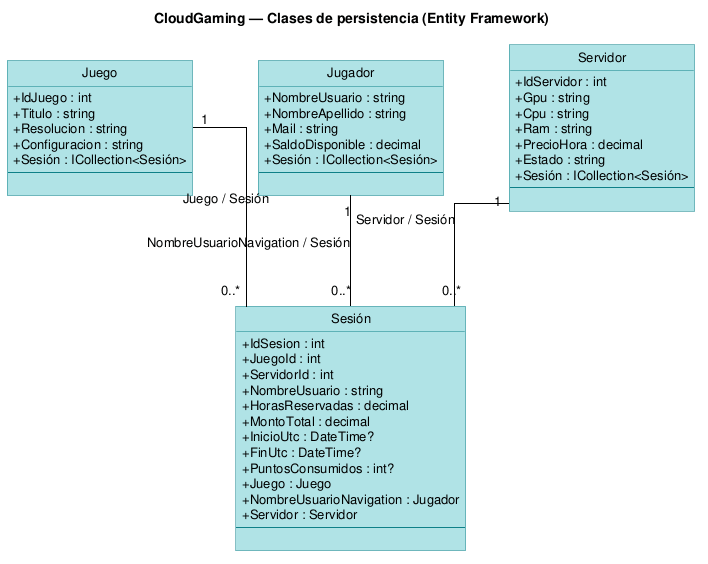 CloudGaming — Clases de persistencia (Entity Framework)
Juego
+IdJuego : int
+Titulo : string
+Resolucion : string
+Configuracion : string
+Sesión : ICollection<Sesión>
Jugador
+NombreUsuario : string
+NombreApellido : string
+Mail : string
+SaldoDisponible : decimal
+Sesión : ICollection<Sesión>
Servidor
+IdServidor : int
+Gpu : string
+Cpu : string
+Ram : string
+PrecioHora : decimal
+Estado : string
+Sesión : ICollection<Sesión>
1
Juego / Sesión
1
Servidor / Sesión
1
NombreUsuarioNavigation / Sesión
0..*
0..*
0..*
Sesión
+IdSesion : int
+JuegoId : int
+ServidorId : int
+NombreUsuario : string
+HorasReservadas : decimal
+MontoTotal : decimal
+InicioUtc : DateTime?
+FinUtc : DateTime?
+PuntosConsumidos : int?
+Juego : Juego
+NombreUsuarioNavigation : Jugador
+Servidor : Servidor